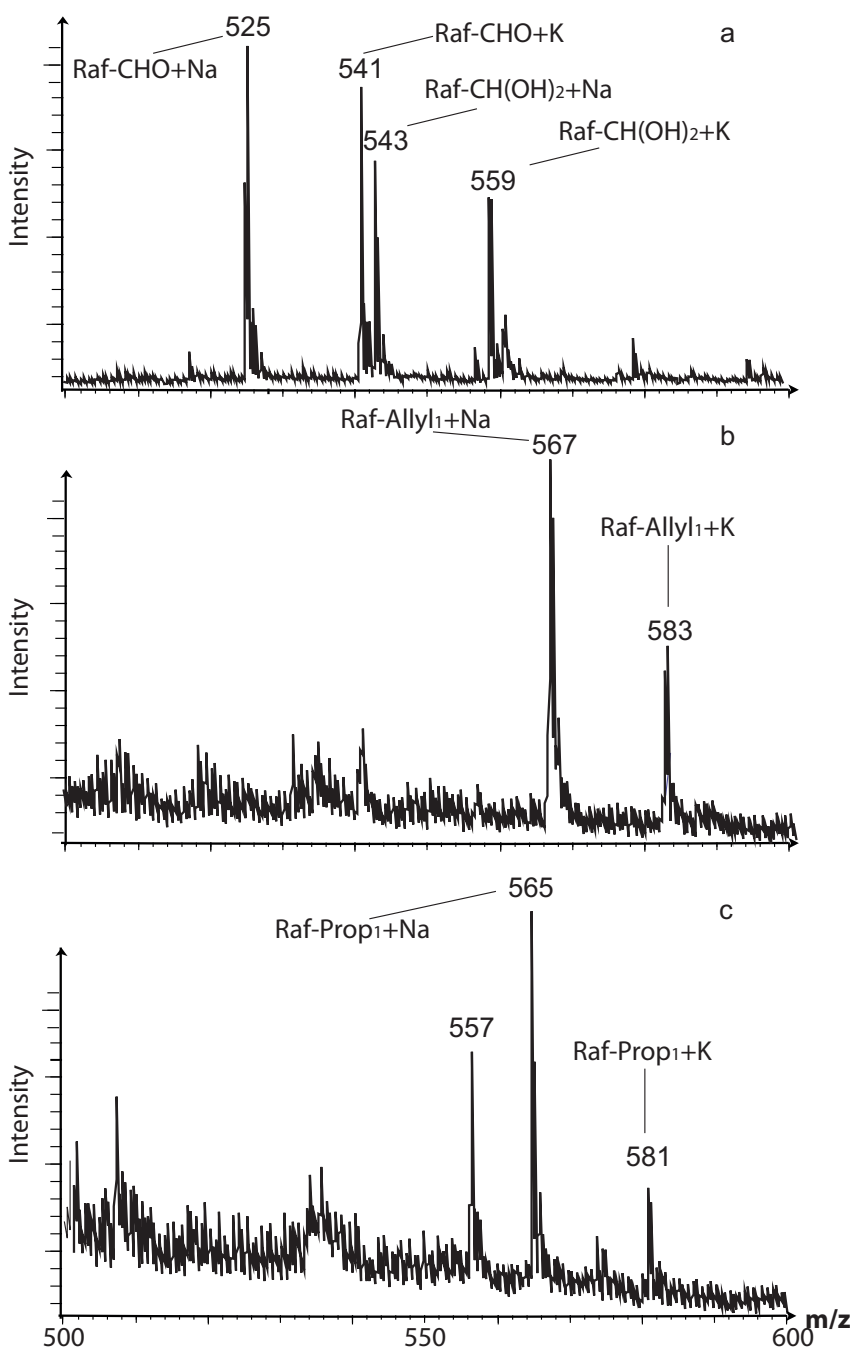 525
Raf-CHO+K
a
Raf-CHO+Na
541
Raf-CH(OH)2+Na
543
Raf-CH(OH)2+K
559
Intensity
Raf-Allyl1+Na
567
b
Raf-Allyl1+K
583
Intensity
565
c
Raf-Prop1+Na
557
Raf-Prop1+K
581
Intensity
500
550
600
m/z